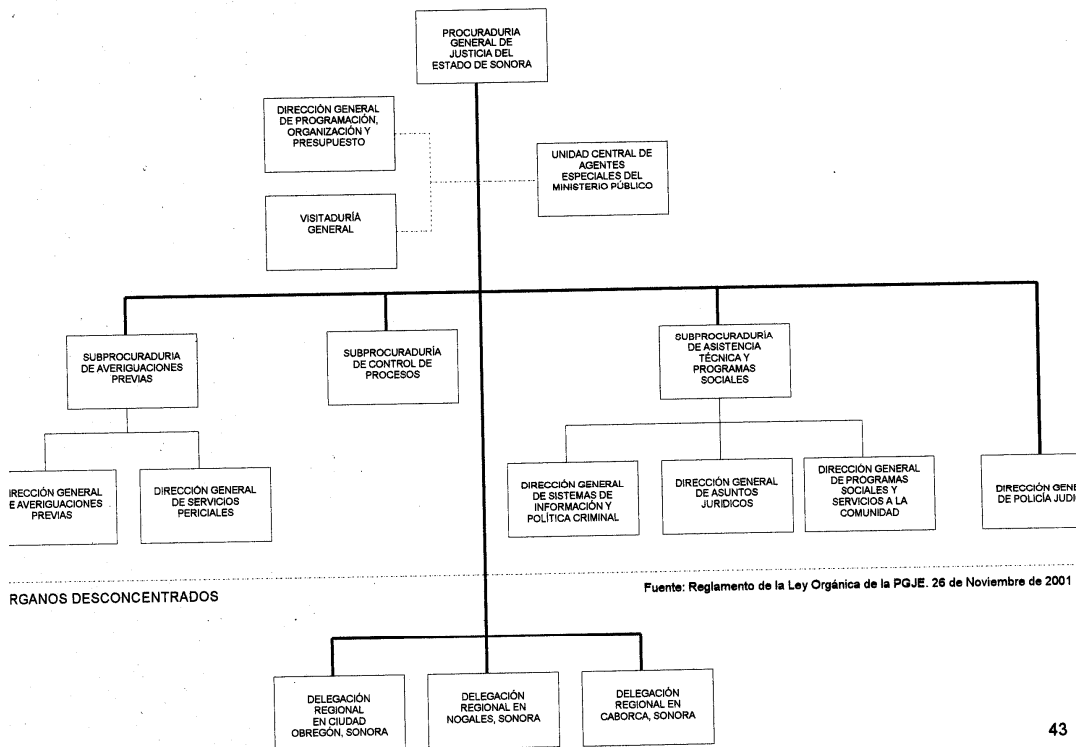 PROCURADURIA
GENERAL DE
JUSTICIA DEL
ESTADO DE SONORA
DIRECCIÓN GENERAL
DE PROGRAMACIÓN,
ORGANIZACIÓN Y
PRESUPUESTO
UNIDAD CENTRAL DE
AGENTES
ESPECIALES DEL
MINISTERIO PÚBLICO
VISITADURÍA
GENERAL
SUBPROCURADURIA
DE AVERIGUACIONES
PREVIAS
SUBPROCURADURÍA
DE CONTROL DE
PROCESOS
SUBPROCURADURÍA
DE ASISTENCIA
TÉCNICA Y
PROGRAMAS
SOCIALES
IRECCIÓN GENERAL
E AVERIGUACIONES
PREVIAS
DIRECCIÓN GENERAL
DE SERVICIOS
PERICIALES
DIRECCIÓN GENERAL
DE SISTEMAS DE
INFORMACIÓN Y
POLÍTICA CRIMINAL
DIRECCIÓN GENERAL
DE ASUNTOS
JURIDICOS
DIRECCIÓN GENERAL
DE PROGRAMAS
SOCIALES Y
SERVICIOS A LA
COMUNIDAD
DIRECCIÓN GENE
DE POLICÍA JUDI
RGANOS DESCONCENTRADOS
Fuente: Reglamento de la Ley Orgánica de la PGJE. 26 de Noviembre de 2001
DELEGACIÓN
REGIONAL
EN CIUDAD
OBREGÓN, SONORA
DELEGACIÓN
REGIONAL EN
NOGALES, SONORA
DELEGACIÓN
REGIONAL EN
CABORCA, SONORA
43